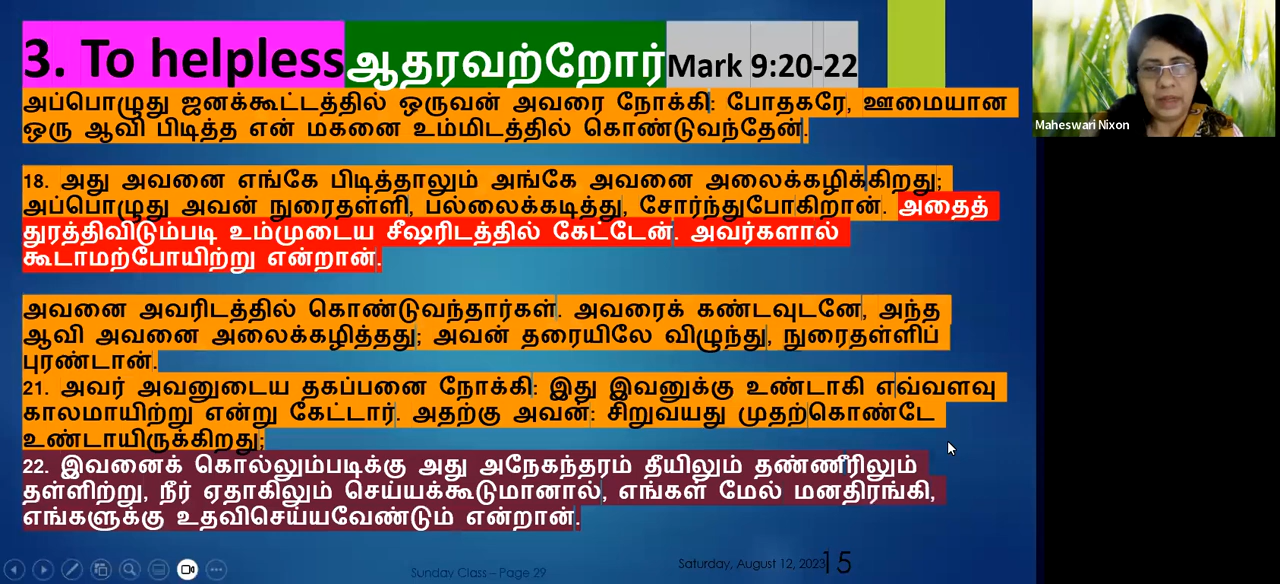 3. To helpless ஆதரவற்றோர் Mark 9:20-22
Maheswari Nixon
அப்பொழுது ஜனக்கூட்டத்தில் ஒருவன் அவரை நோக்கி: போதகரே, ஊமையான
ஒரு ஆவி பிடித்த என் மகனை உம்மிடத்தில் கொண்டுவந்தேன்.
18. அது அவனை எங்கே பிடித்தாலும் அங்கே அவனை அலைக்கழிக்கிறது;
அப்பொழுது அவன் நுரைதள்ளி, பல்லைக்கடித்து, சோர்ந்துபோகிறான். அதைத்
துரத்திவிடும்படி உம்முடைய சீஷரிடத்தில் கேட்டேன். அவர்களால்
கூடாமற்போயிற்று என்றான்.
அவனை அவரிடத்தில் கொண்டுவந்தார்கள். அவரைக் கண்டவுடனே, அந்த
ஆவி அவனை அலைக்கழித்தது; அவன் தரையிலே விழுந்து, நுரைதள்ளிப்
புரண்டான்.
21. அவர் அவனுடைய தகப்பனை நோக்கி: இது இவனுக்கு உண்டாகி எவ்வளவு
காலமாயிற்று என்று கேட்டார். அதற்கு அவன்: சிறுவயது முதற்கொண்டே
உண்டாயிருக்கிறது;
22. இவனைக் கொல்லும்படிக்கு அது அநேகந்தரம் தீயிலும் தண்ணீரிலும்
தள்ளிற்று, நீர் ஏதாகிலும் செய்யக்கூடுமானால், எங்கள் மேல் மனதிரங்கி,
எங்களுக்கு உதவிசெய்யவேண்டும் என்றான்.
Sunday Class – Page 29
Saturday, August 12, 2023
15